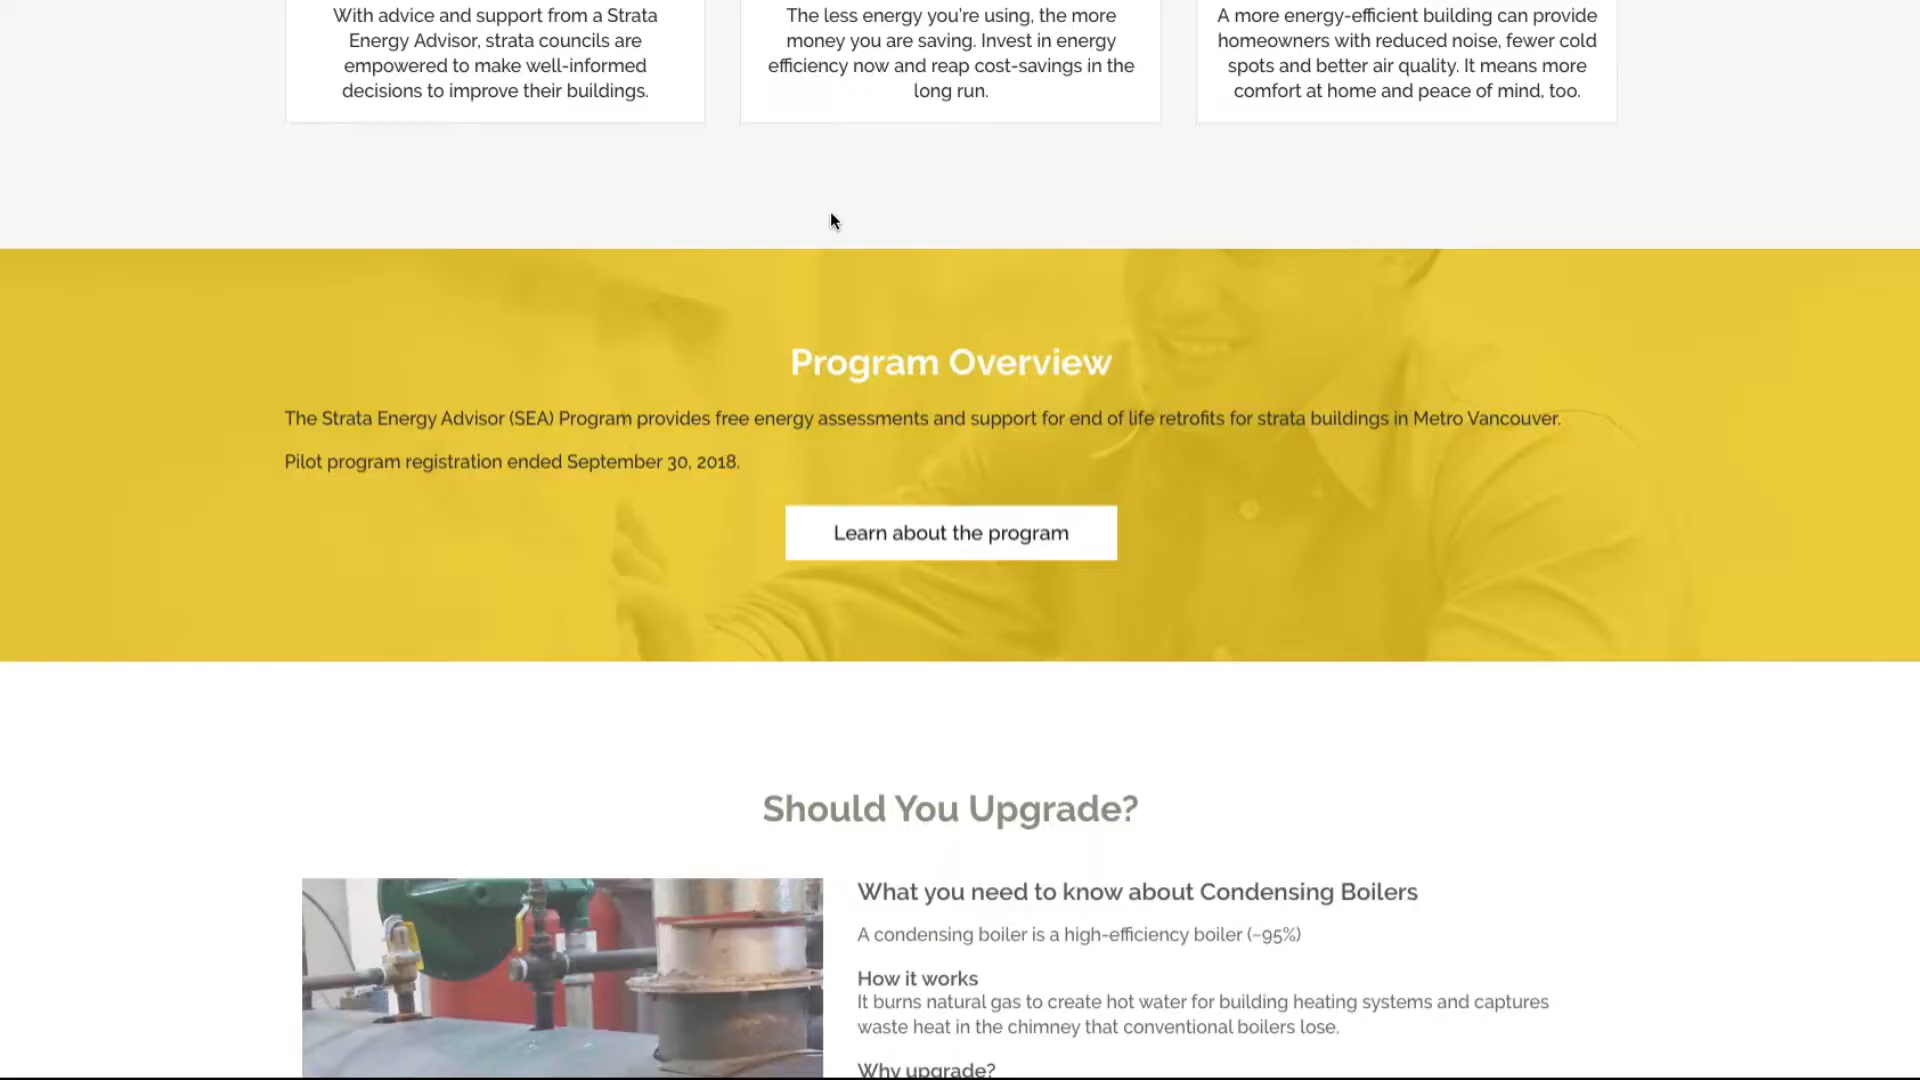 With advice and support from a Strata
Energy Advisor, strata councils are
empowered to make well-informed
decisions to improve their buildings.
The less energy you're using, the more
money you are saving. Invest in energy
efficiency now and reap cost-savings in the
long run.
A more energy-efficient building can provide
homeowners with reduced noise, fewer cold
spots and better air quality. It means more
comfort at home and peace of mind, too.
Program Overview
The Strata Energy Advisor (SEA) Program provides free energy assessments and support for end of life retrofits for strata buildings in Metro Vancouver.
Pilot program registration ended September 30, 2018.
Learn about the program
Should You Upgrade?
What you need to know about Condensing Boilers
A condensing boiler is a high-efficiency boiler (~95%)
How it works
It burns natural gas to create hot water for building heating systems and captures
waste heat in the chimney that conventional boilers lose.
Why upgrade?